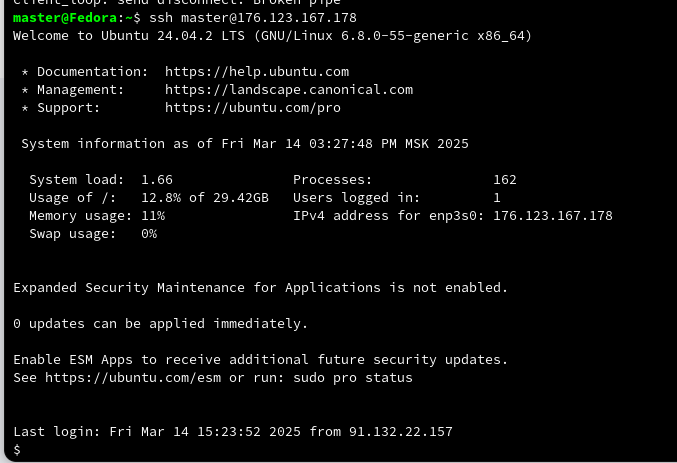 client_loop: send disconnect: Broken pipe
master@Fedora:~$ ssh master@176.123.167.178
Welcome to Ubuntu 24.04.2 LTS (GNU/Linux 6.8.0-55-generic x86_64)
* Documentation:  https://help.ubuntu.com
* Management:     https://landscape.canonical.com
* Support:        https://ubuntu.com/pro
System information as of Fri Mar 14 03:27:48 PM MSK 2025
System load:  1.66               Processes:               162
Usage of /:   12.8% of 29.42GB   Users logged in:         1
Memory usage: 11%                IPv4 address for enp3s0: 176.123.167.178
Swap usage:   0%
Expanded Security Maintenance for Applications is not enabled.
0 updates can be applied immediately.
Enable ESM Apps to receive additional future security updates.
See https://ubuntu.com/esm or run: sudo pro status
Last login: Fri Mar 14 15:23:52 2025 from 91.132.22.157
$